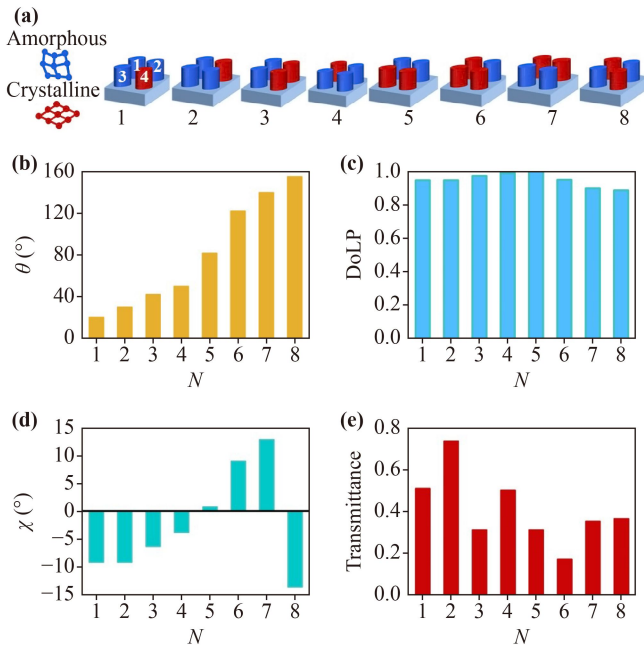 (a)
Amorphous
Crystalline
1 2 3 4
1 2 3 4 5 6 7 8
(b)
θ (°)
160
120
80
40
0
1 2 3 4 5 6 7 8
N
(c)
DoLP
1.0
0.8
0.6
0.4
0.2
0.0
1 2 3 4 5 6 7 8
N
(d)
χ (°)
15
10
5
0
−5
−10
−15
1 2 3 4 5 6 7 8
N
(e)
Transmittance
0.8
0.6
0.4
0.2
0.0
1 2 3 4 5 6 7 8
N